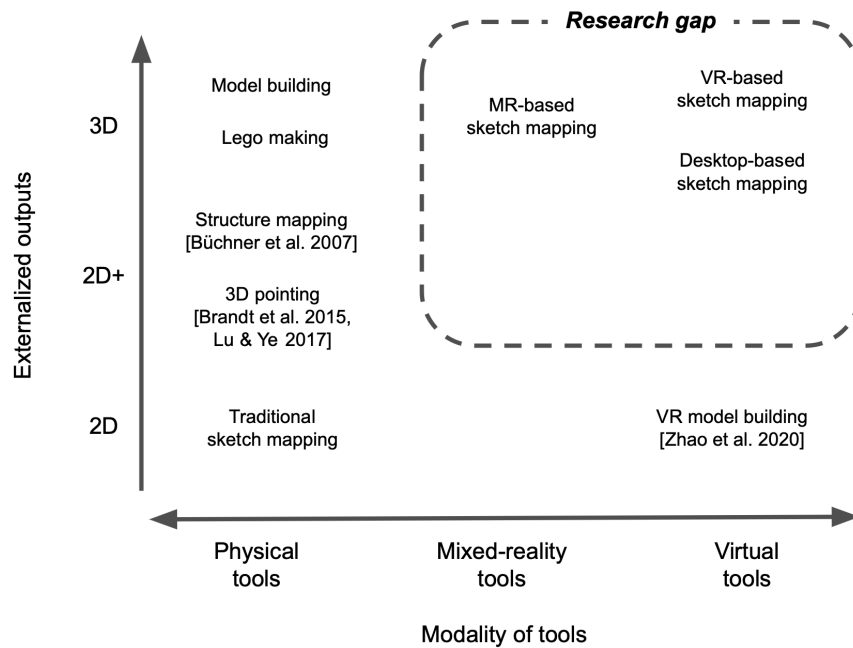 Research gap
Model building
Lego making
MR-based
sketch mapping
VR-based
sketch mapping
Desktop-based
sketch mapping
3D
Structure mapping
[Büchner et al. 2007]
2D+
3D pointing
[Brandt et al. 2015,
Lu & Ye 2017]
Externalized outputs
2D
Traditional
sketch mapping
VR model building
[Zhao et al. 2020]
Physical
tools
Mixed-reality
tools
Virtual
tools
Modality of tools